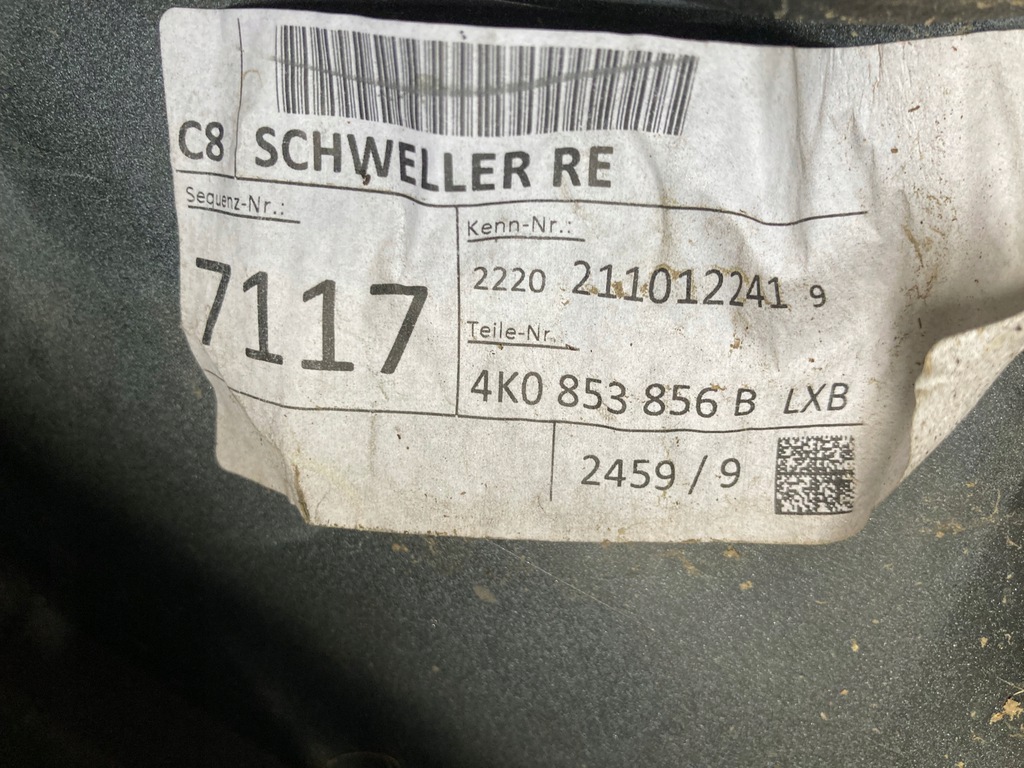 C8 SCHWELLER RE
Sequenz-Nr.:
7117
Kenn-Nr.:
2220 211012241 9
Teile-Nr.
4K0 853 856 B LXB
2459 / 9